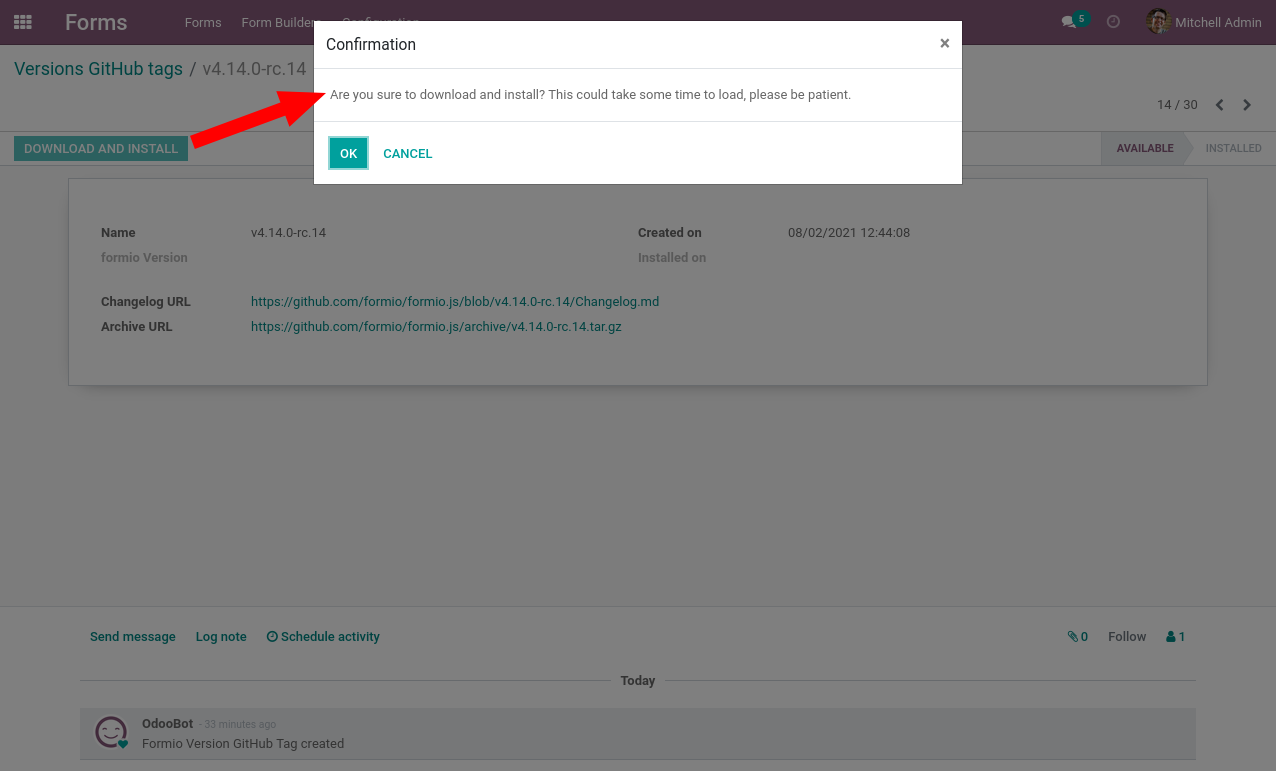 Forms Forms Form Builder Configuration 5 Mitchell Admin
Confirmation ×
Versions GitHub tags / v4.14.0-rc.14
Are you sure to download and install? This could take some time to load, please be patient.
14 / 30
DOWNLOAD AND INSTALL
OK CANCEL
AVAILABLE INSTALLED
Name v4.14.0-rc.14 Created on 08/02/2021 12:44:08
formio Version Installed on
Changelog URL https://github.com/formio/formio.js/blob/v4.14.0-rc.14/Changelog.md
Archive URL https://github.com/formio/formio.js/archive/v4.14.0-rc.14.tar.gz
Send message Log note Schedule activity 0 Follow 1
Today
OdooBot - 33 minutes ago
Formio Version GitHub Tag created